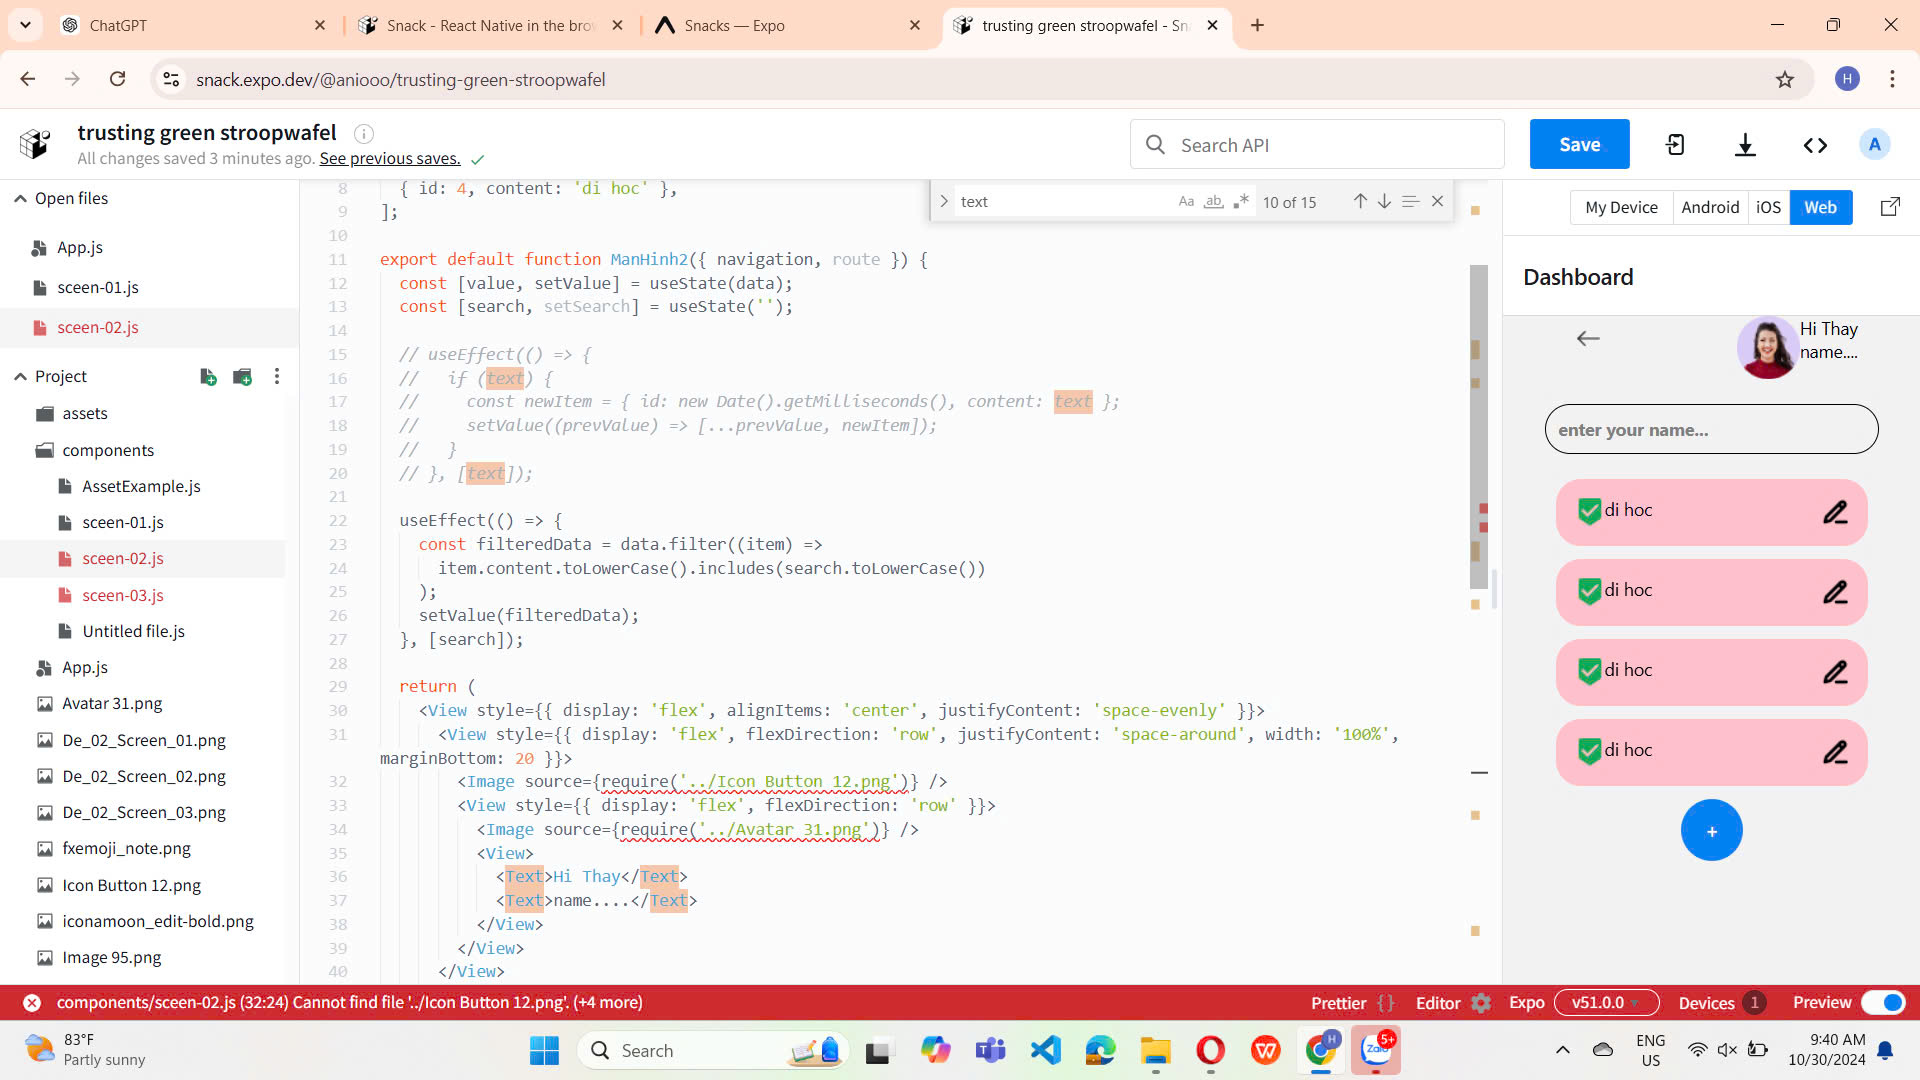 ChatGPT
Snack - React Native in the bro
Snacks — Expo
trusting green stroopwafel - Sn
snack.expo.dev/@aniooo/trusting-green-stroopwafel
H
trusting green stroopwafel
All changes saved 3 minutes ago. See previous saves.
Search API
Save
A
Open files
App.js
sceen-01.js
sceen-02.js
Project
assets
components
AssetExample.js
sceen-01.js
sceen-02.js
sceen-03.js
Untitled file.js
App.js
Avatar 31.png
De_02_Screen_01.png
De_02_Screen_02.png
De_02_Screen_03.png
fxemoji_note.png
Icon Button 12.png
iconamoon_edit-bold.png
Image 95.png
text
Aa ab 10 of 15
8 { id: 4, content: 'di hoc' },
9 ];
10
11 export default function ManHinh2({ navigation, route }) {
12 const [value, setValue] = useState(data);
13 const [search, setSearch] = useState('');
14
15 // useEffect(() => {
16 // if (text) {
17 // const newItem = { id: new Date().getMilliseconds(), content: text };
18 // setValue((prevValue) => [...prevValue, newItem]);
19 // }
20 // }, [text]);
21
22 useEffect(() => {
23 const filteredData = data.filter((item) =>
24 item.content.toLowerCase().includes(search.toLowerCase())
25 );
26 setValue(filteredData);
27 }, [search]);
28
29 return (
30 <View style={{ display: 'flex', alignItems: 'center', justifyContent: 'space-evenly' }}>
31 <View style={{ display: 'flex', flexDirection: 'row', justifyContent: 'space-around', width: '100%',
marginBottom: 20 }}>
32 <Image source={require('../Icon Button 12.png')} />
33 <View style={{ display: 'flex', flexDirection: 'row' }}>
34 <Image source={require('../Avatar 31.png')} />
35 <View>
36 <Text>Hi Thay</Text>
37 <Text>name....</Text>
38 </View>
39 </View>
40 </View>
My Device Android iOS Web
Dashboard
Hi Thay
name....
enter your name...
di hoc
di hoc
di hoc
di hoc
+
components/sceen-02.js (32:24) Cannot find file '../Icon Button 12.png'. (+4 more)
Prettier {} Editor Expo v51.0.0 Devices 1 Preview
83°F
Partly sunny
Search
H
Zalo
5+
ENG
US
9:40 AM
10/30/2024